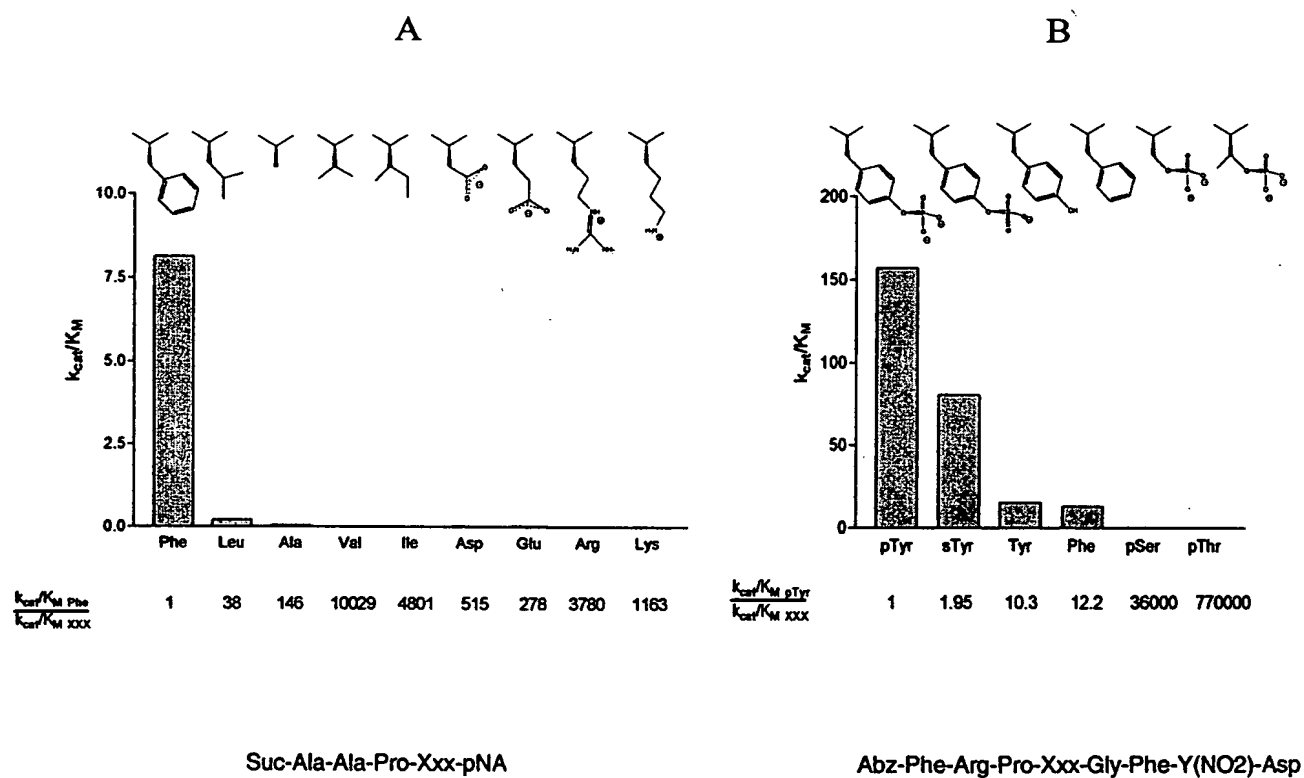 A
B
10.0
7.5
5.0
2.5
0.0
kcat/KM
Phe Leu Ala Val Ile Asp Glu Arg Lys
kcat/KM Phe
kcat/KM XXX
1 38 146 10029 4801 515 278 3780 1163
Suc-Ala-Ala-Pro-Xxx-pNA
200
150
100
50
0
kcat/KM
pTyr sTyr Tyr Phe pSer pThr
kcat/KM pTyr
kcat/KM XXX
1 1.95 10.3 12.2 36000 770000
Abz-Phe-Arg-Pro-Xxx-Gly-Phe-Y(NO2)-Asp